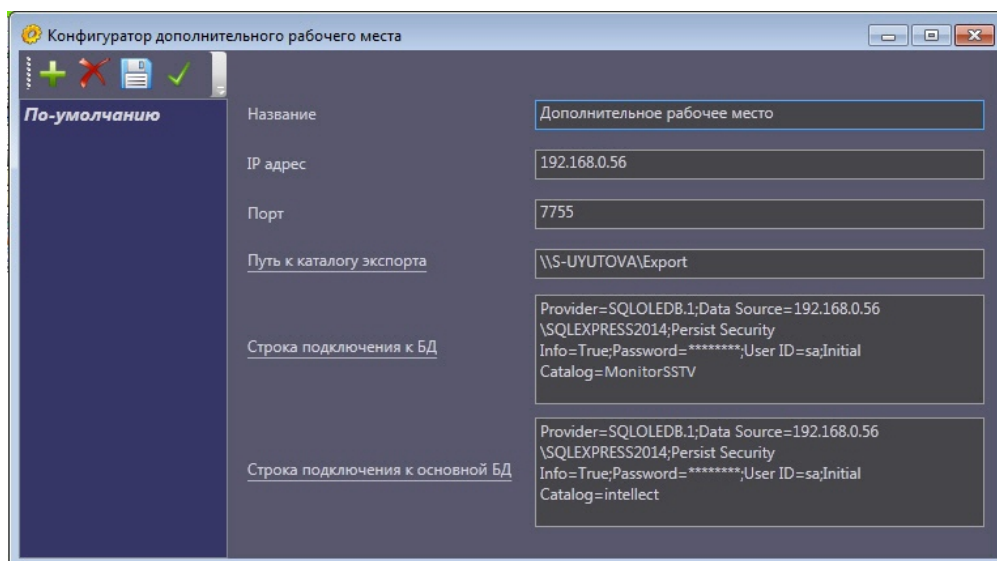 Конфигуратор дополнительного рабочего места
По-умолчанию
Название
Дополнительное рабочее место
IP адрес
192.168.0.56
Порт
7755
Путь к каталогу экспорта
\\S-UYUTOVA\Export
Строка подключения к БД
Provider=SQLOLEDB.1;Data Source=192.168.0.56
\SQLEXPRESS2014;Persist Security
Info=True;Password=********;User ID=sa;Initial
Catalog=MonitorSSTV
Строка подключения к основной БД
Provider=SQLOLEDB.1;Data Source=192.168.0.56
\SQLEXPRESS2014;Persist Security
Info=True;Password=********;User ID=sa;Initial
Catalog=intellect